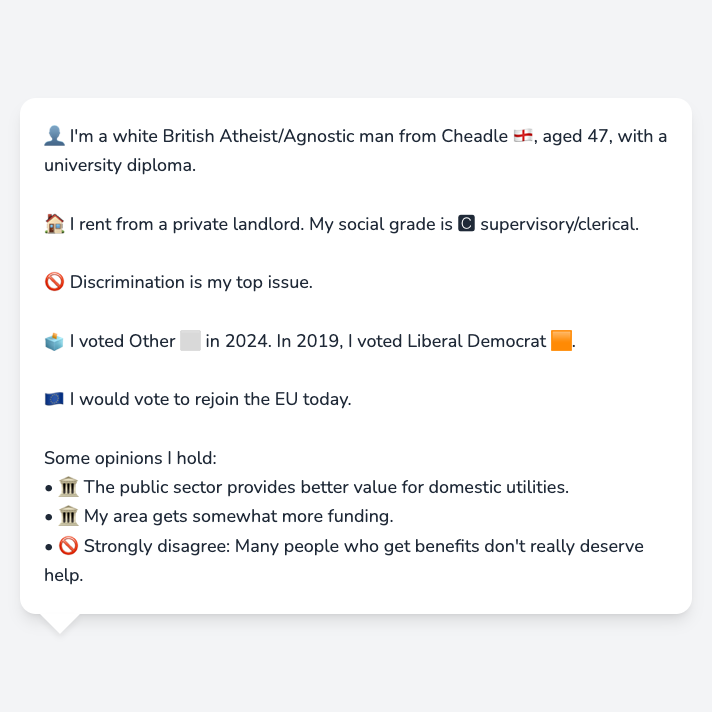 👤 I'm a white British Atheist/Agnostic man from Cheadle 🏴󠁧󠁢󠁥󠁮󠁧󠁿, aged 47, with a
university diploma.
🏠 I rent from a private landlord. My social grade is 🅲 supervisory/clerical.
🚫 Discrimination is my top issue.
🗳️ I voted Other ⬜ in 2024. In 2019, I voted Liberal Democrat 🟧.
🇪🇺 I would vote to rejoin the EU today.
Some opinions I hold:
• 🏛️ The public sector provides better value for domestic utilities.
• 🏛️ My area gets somewhat more funding.
• 🚫 Strongly disagree: Many people who get benefits don't really deserve
help.